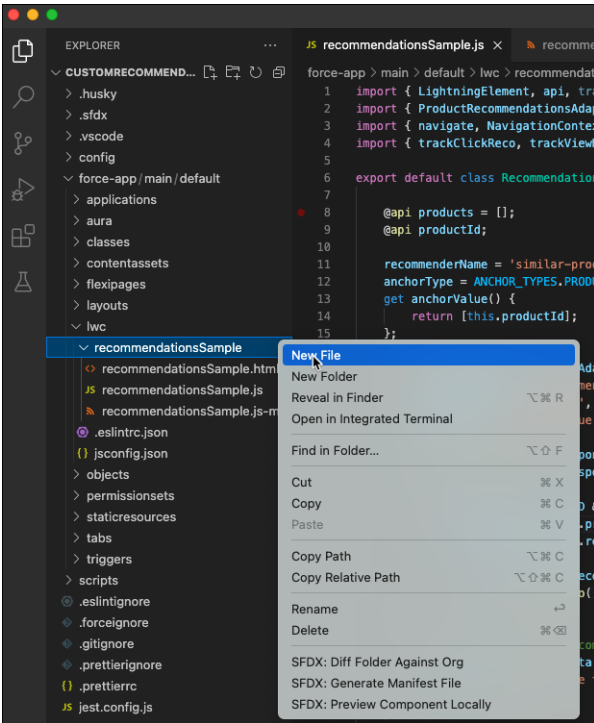 EXPLORER
JS recommendationsSample.js
recomme
CUSTOMRECOMMEND...
force-app > main > default > lwc > recommendat
.husky
.sfdx
.vscode
config
force-app/main/default
applications
aura
classes
contentassets
flexipages
layouts
lwc
recommendationsSample
recommendationsSample.html
JS recommendationsSample.js
recommendationsSample.js-m
.eslintrc.json
{} jsconfig.json
objects
permissionsets
staticresources
tabs
triggers
scripts
.eslintignore
.forceignore
.gitignore
.prettierignore
{} .prettierrc
JS jest.config.js
1 import { LightningElement, api, tra
2 import { ProductRecommendationsAdap
3 import { navigate, NavigationContex
4 import { trackClickReco, trackViewR
5
6 export default class Recommendation
7
8 @api products = [];
9 @api productId;
10
11 recommenderName = 'similar-prod
12 anchorType = ANCHOR_TYPES.PRODU
13 get anchorValue() {
14 return [this.productId];
15 };
New File
New Folder
Reveal in Finder ⌥⌘ R
Open in Integrated Terminal
Find in Folder... ⌥⇧ F
Cut ⌘ X
Copy ⌘ C
Paste ⌘ V
Copy Path ⌥⌘ C
Copy Relative Path ⌥⇧⌘ C
Rename ↩
Delete ⌘⌫
SFDX: Diff Folder Against Org
SFDX: Generate Manifest File
SFDX: Preview Component Locally